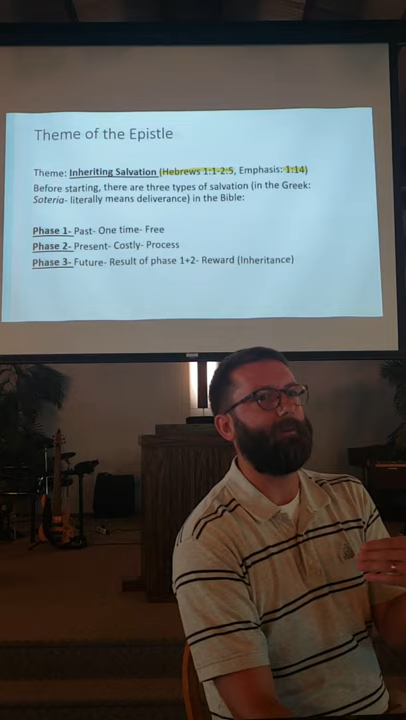 Theme of the Epistle
Theme: Inheriting Salvation (Hebrews 1:1-2:5, Emphasis: 1:14)
Before starting, there are three types of salvation (in the Greek:
Soteria- literally means deliverance) in the Bible:
Phase 1- Past- One time- Free
Phase 2- Present- Costly- Process
Phase 3- Future- Result of phase 1+2- Reward (Inheritance)